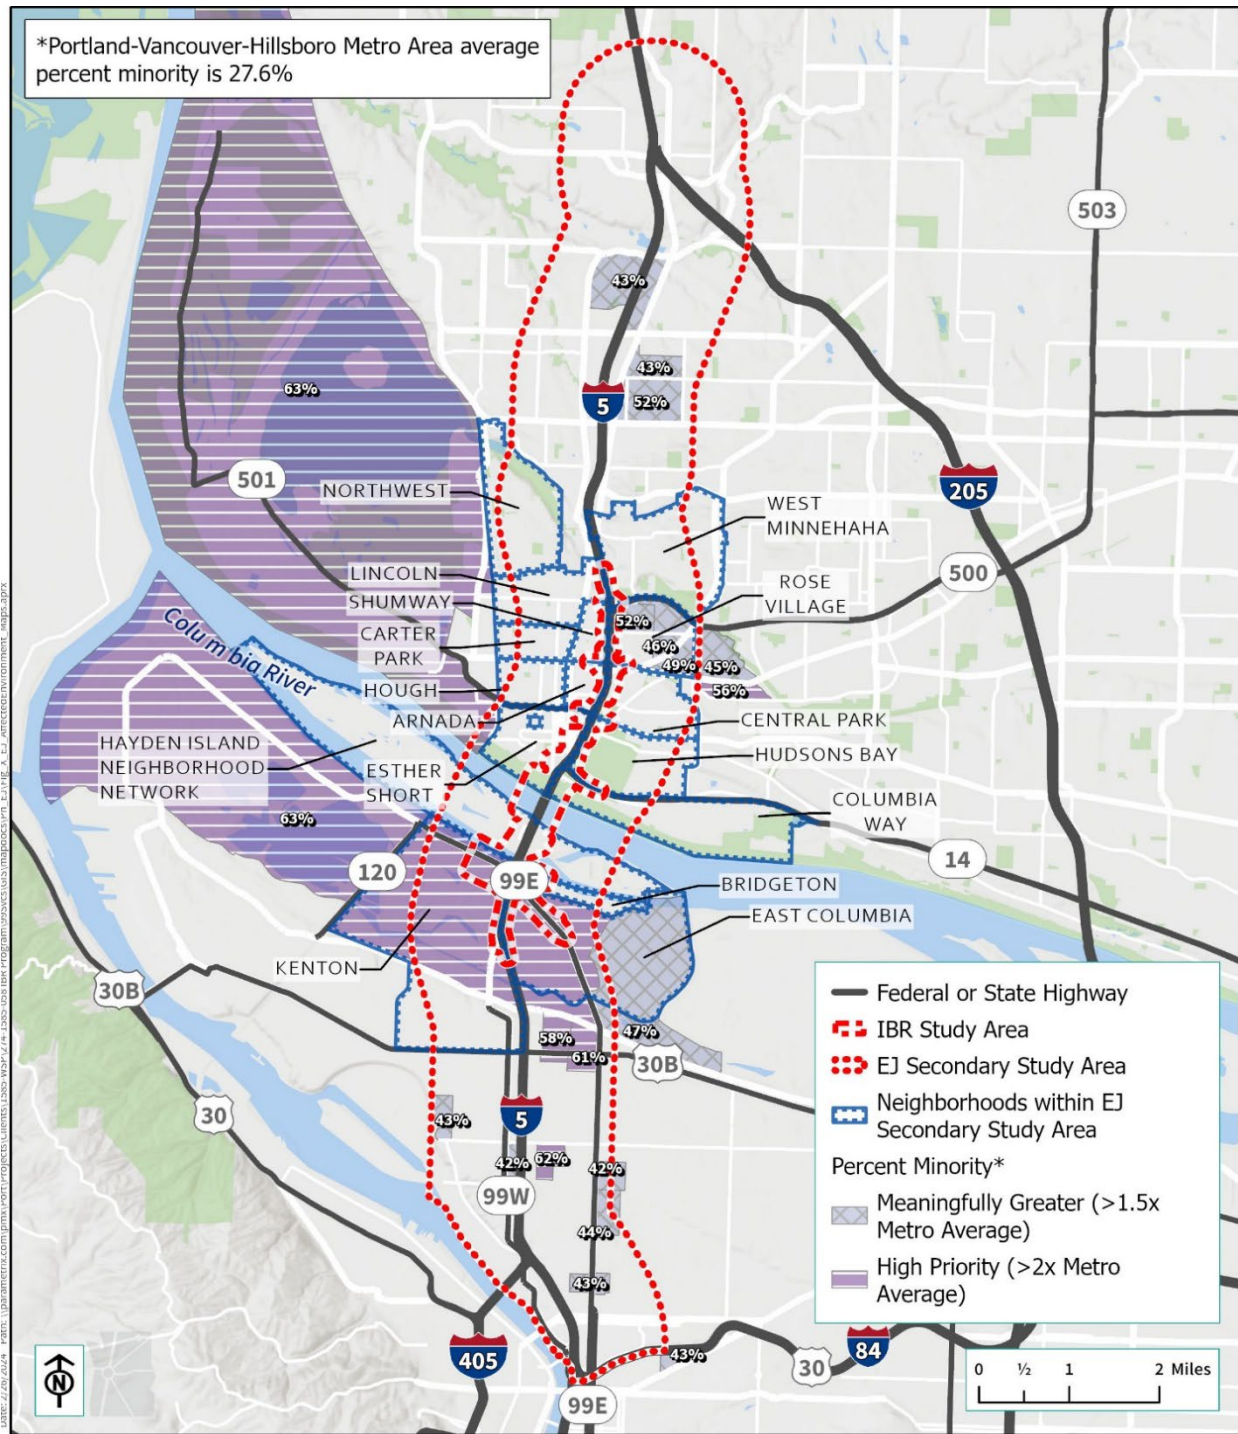 *Portland-Vancouver-Hillsboro Metro Area average
percent minority is 27.6%
503
43%
43%
52%
5
63%
501
205
NORTHWEST
WEST
MINNEHAHA
500
LINCOLN
ROSE
VILLAGE
SHUMWAY
52%
Columbia River
CARTER
PARK
46%
49%
45%
56%
HOUGH
ARNADA
CENTRAL PARK
HAYDEN ISLAND
NEIGHBORHOOD
NETWORK
ESTHER
SHORT
HUDSONS BAY
COLUMBIA
WAY
63%
14
120
99E
BRIDGETON
EAST COLUMBIA
KENTON
30B
47%
58%
61%
30B
30
5
43%
42%
62%
42%
99W
44%
43%
405
43%
30
84
99E
Federal or State Highway
IBR Study Area
EJ Secondary Study Area
Neighborhoods within EJ
Secondary Study Area
Percent Minority*
Meaningfully Greater (>1.5x
Metro Average)
High Priority (>2x Metro
Average)
0 ½ 1 2 Miles
N
Date: 2/26/2024